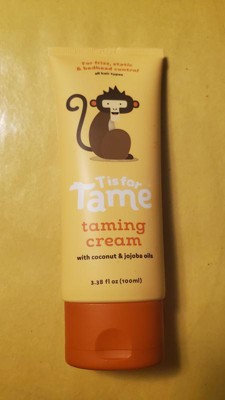 For frizz, static
& bedhead control
all hair types
T is for
Tame
taming
cream
with coconut & jojoba oils
3.38 fl oz (100ml)